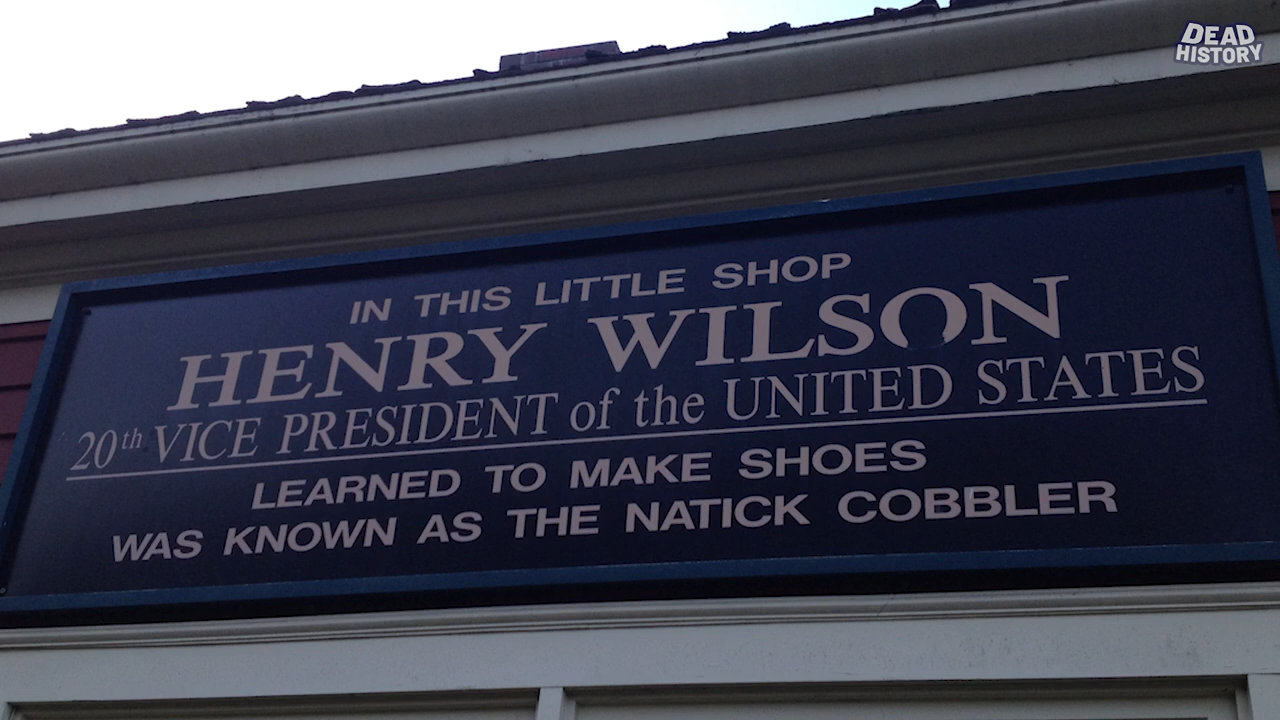 DEAD
HISTORY
IN THIS LITTLE SHOP
HENRY WILSON
20th VICE PRESIDENT of the UNITED STATES
LEARNED TO MAKE SHOES
WAS KNOWN AS THE NATICK COBBLER